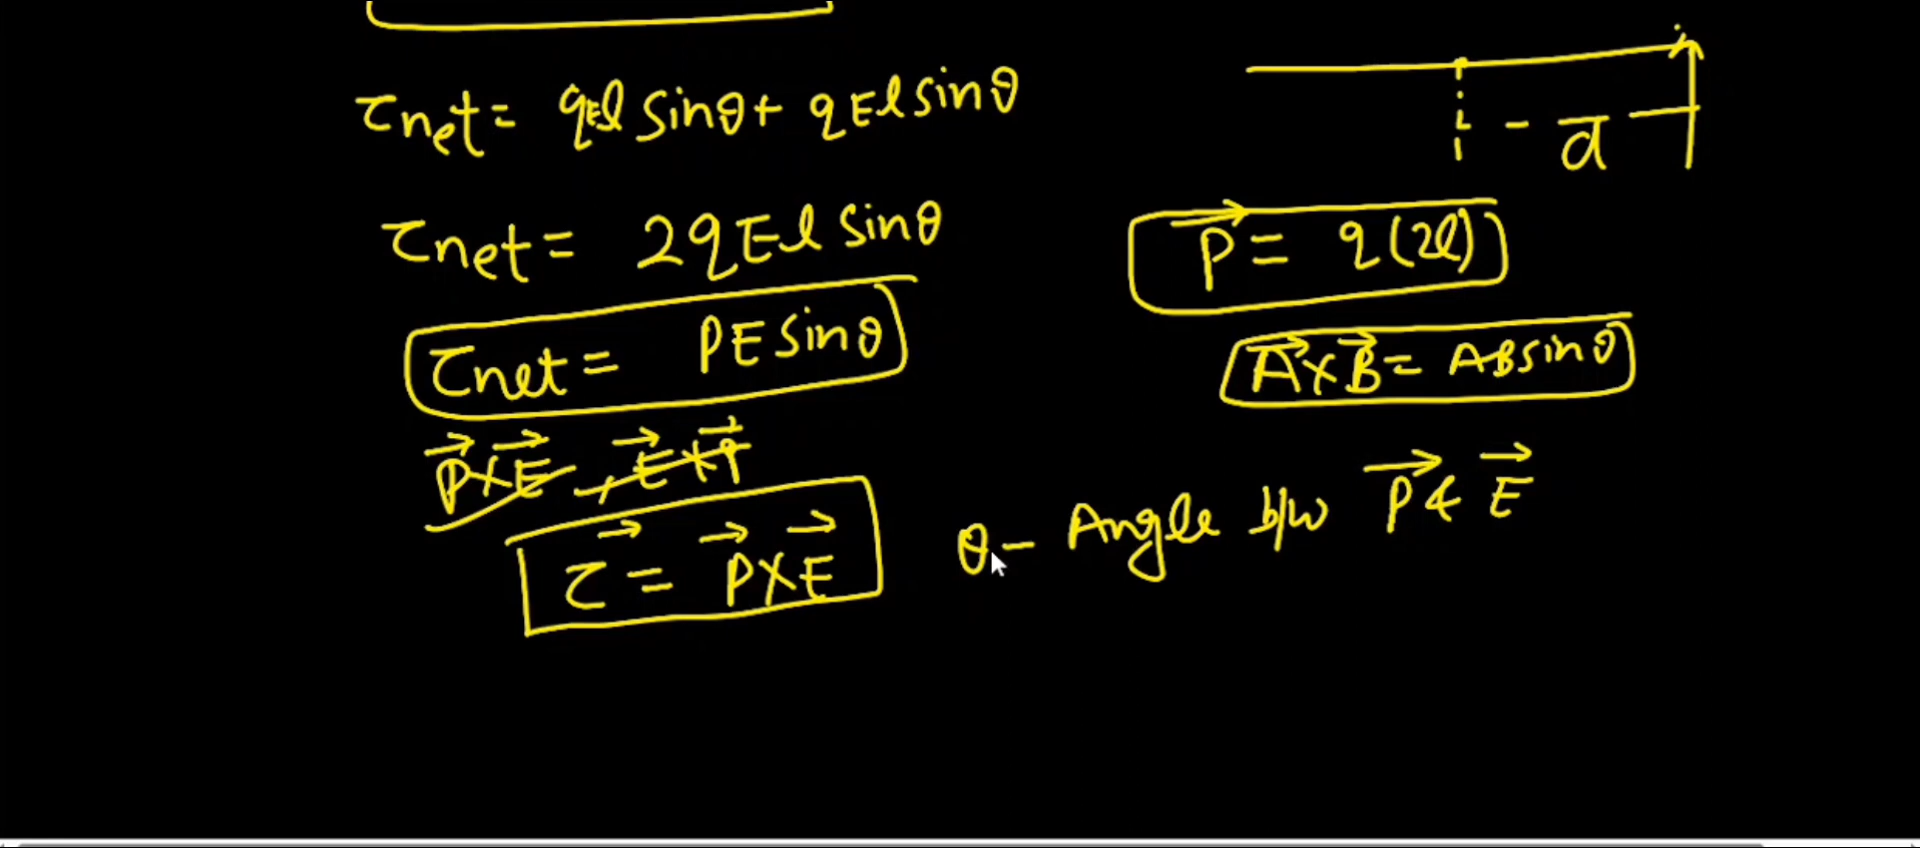 τnet = qEl sinθ + qEl sinθ
d
τnet = 2qEl sinθ
P⃗ = q(2l)
τnet = PE sinθ
A⃗ × B⃗ = AB sinθ
P⃗ × E⃗ , E⃗ × P⃗
θ - Angle b/w P⃗ & E⃗
τ⃗ = P⃗ × E⃗